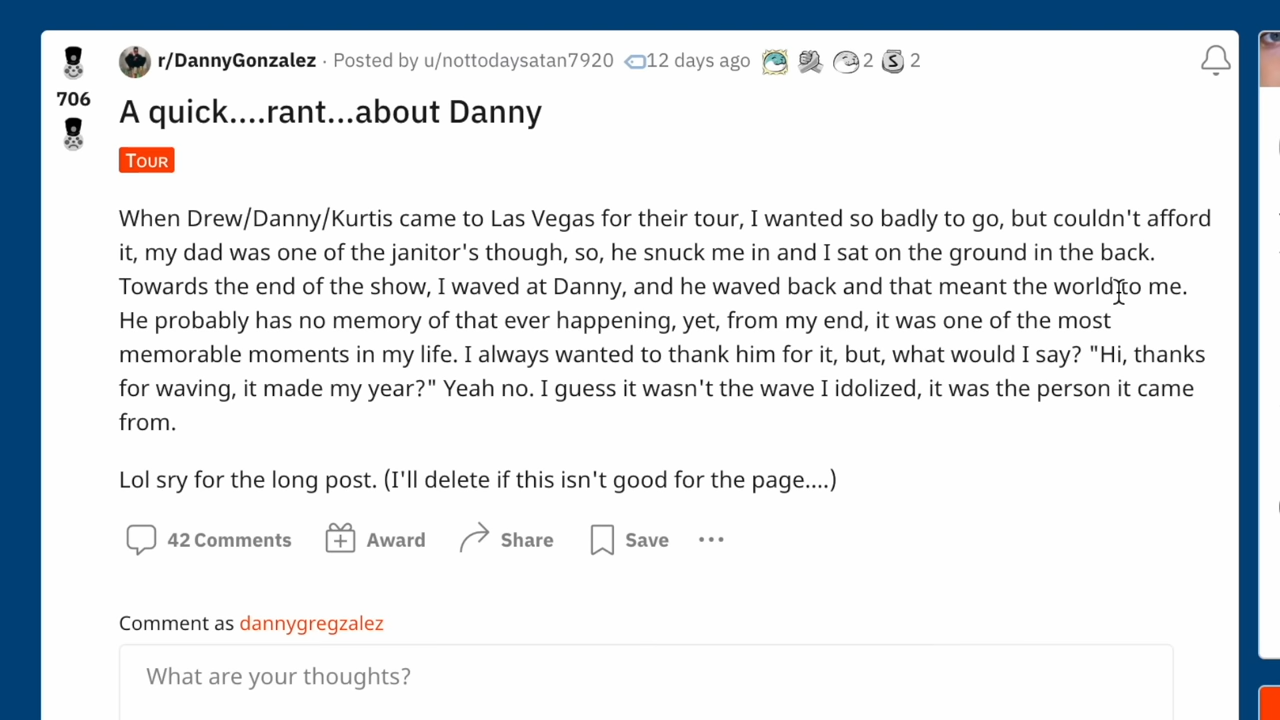 r/DannyGonzalez · Posted by u/nottodaysatan7920 12 days ago 2 2
706
A quick....rant...about Danny
Tour
When Drew/Danny/Kurtis came to Las Vegas for their tour, I wanted so badly to go, but couldn't afford
it, my dad was one of the janitor's though, so, he snuck me in and I sat on the ground in the back.
Towards the end of the show, I waved at Danny, and he waved back and that meant the world to me.
He probably has no memory of that ever happening, yet, from my end, it was one of the most
memorable moments in my life. I always wanted to thank him for it, but, what would I say? "Hi, thanks
for waving, it made my year?" Yeah no. I guess it wasn't the wave I idolized, it was the person it came
from.
Lol sry for the long post. (I'll delete if this isn't good for the page....)
42 Comments Award Share Save
Comment as dannygregzalez
What are your thoughts?